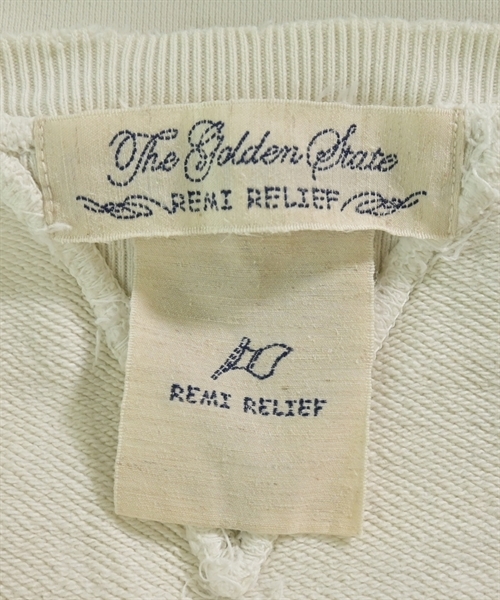 The Golden State
REMI RELIEF
REMI RELIEF